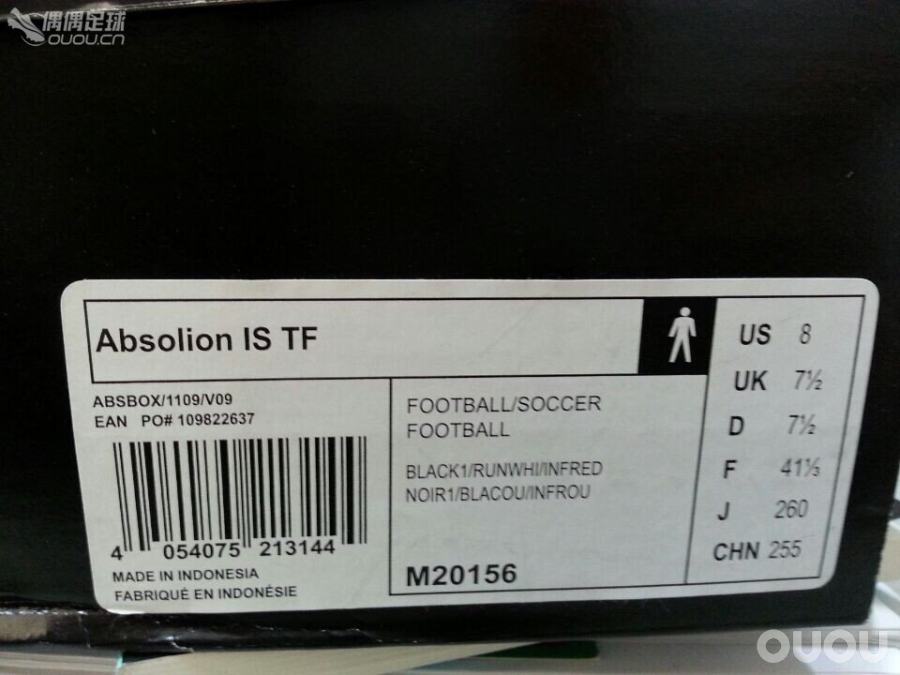 偶偶足球
OUOU.CN
Absolion IS TF
ABSBOX/1109/V09
EAN PO# 109822637
4 054075 213144
MADE IN INDONESIA
FABRIQUÉ EN INDONÉSIE
FOOTBALL/SOCCER
FOOTBALL
BLACK1/RUNWHI/INFRED
NOIR1/BLACOU/INFROU
M20156
US 8
UK 7½
D 7½
F 41⅓
J 260
CHN 255
OUOU